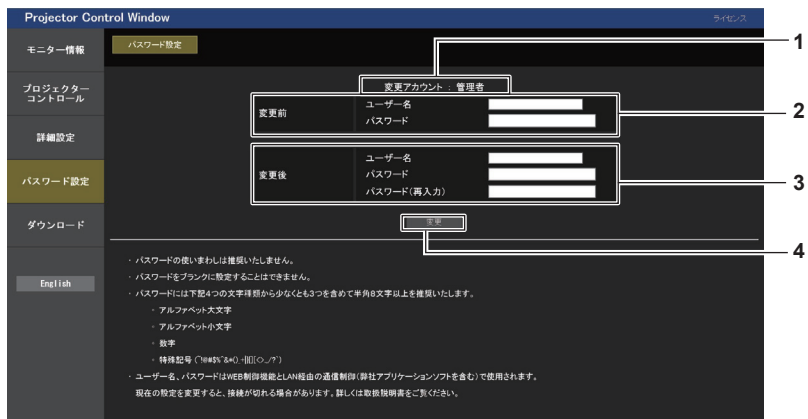 Projector Control Window
ライセンス
モニター情報
パスワード設定
1
プロジェクター
コントロール
変更アカウント : 管理者
変更前
ユーザー名
パスワード
2
詳細設定
変更後
ユーザー名
パスワード
パスワード(再入力)
3
パスワード設定
ダウンロード
変更
4
English
・パスワードの使いまわしは推奨いたしません。
・パスワードをブランクに設定することはできません。
・パスワードには下記4つの文字種類から少なくとも3つを含めて半角8文字以上を推奨いたします。
・アルファベット大文字
・アルファベット小文字
・数字
・特殊記号
・ユーザー名、パスワードはWEB制御機能とLAN経由の通信制御(弊社アプリケーションソフトを含む)で使用されます。
現在の設定を変更すると、接続が切れる場合があります。詳しくは取扱説明書をご覧ください。